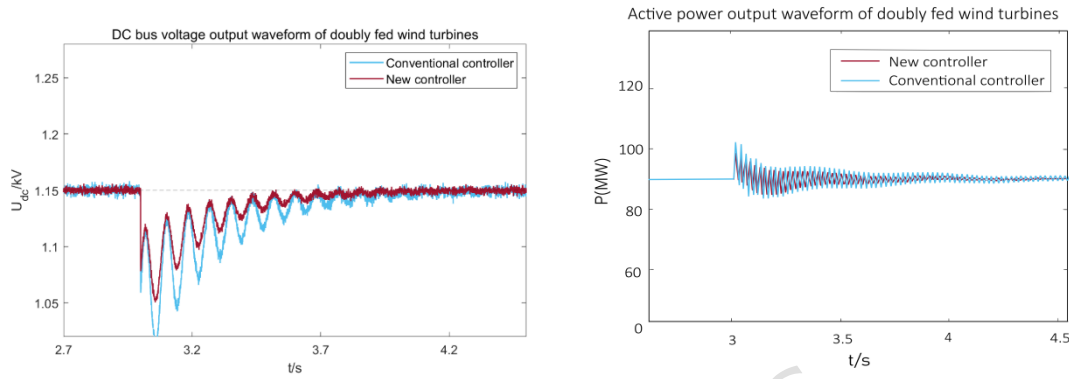 DC bus voltage output waveform of doubly fed wind turbines
Conventional controller
New controller
1.25
1.2
1.15
1.1
1.05
Udc/kV
2.7 3.2 3.7 4.2
t/s
Active power output waveform of doubly fed wind turbines
New controller
Conventional controller
120
100
80
60
0
P(MW)
3 3.5 4 4.5
t/s